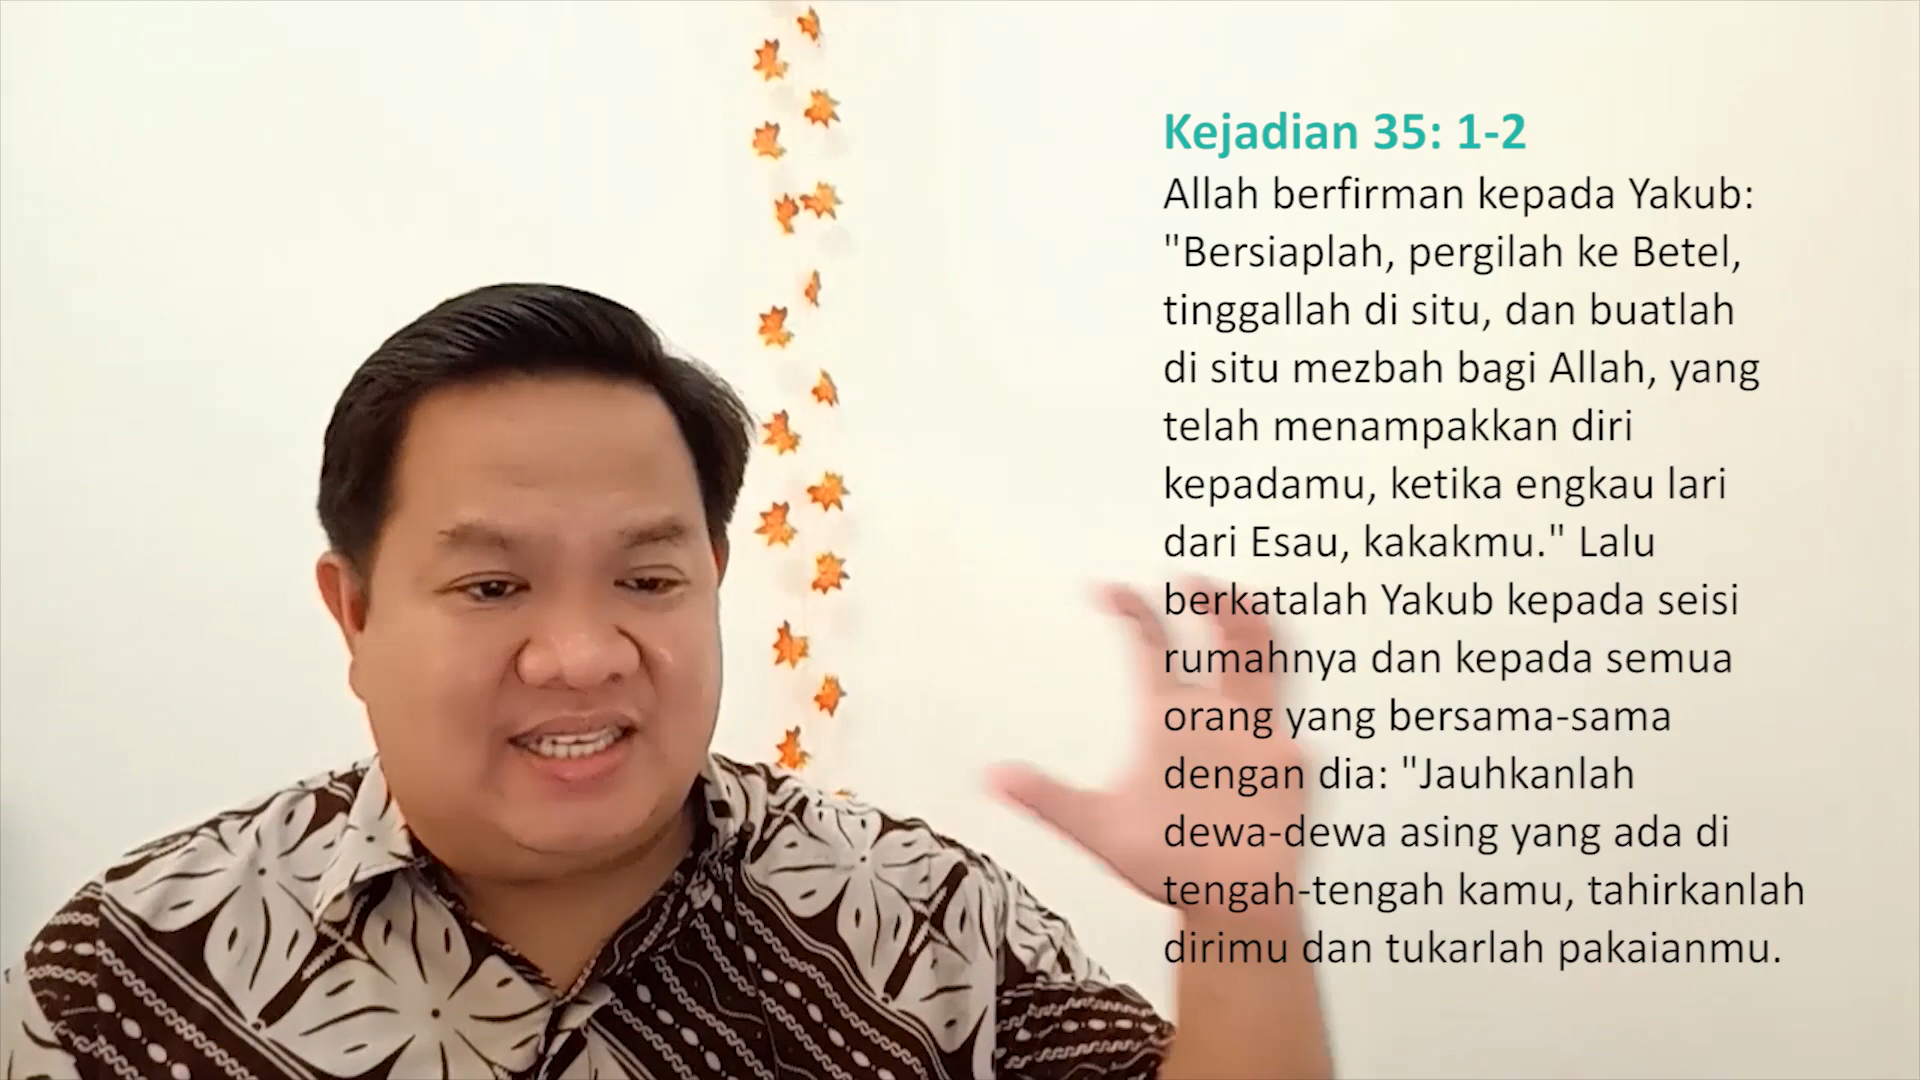 Kejadian 35: 1-2
Allah berfirman kepada Yakub:
"Bersiaplah, pergilah ke Betel,
tinggallah di situ, dan buatlah
di situ mezbah bagi Allah, yang
telah menampakkan diri
kepadamu, ketika engkau lari
dari Esau, kakakmu." Lalu
berkatalah Yakub kepada seisi
rumahnya dan kepada semua
orang yang bersama-sama
dengan dia: "Jauhkanlah
dewa-dewa asing yang ada di
tengah-tengah kamu, tahirkanlah
dirimu dan tukarlah pakaianmu.